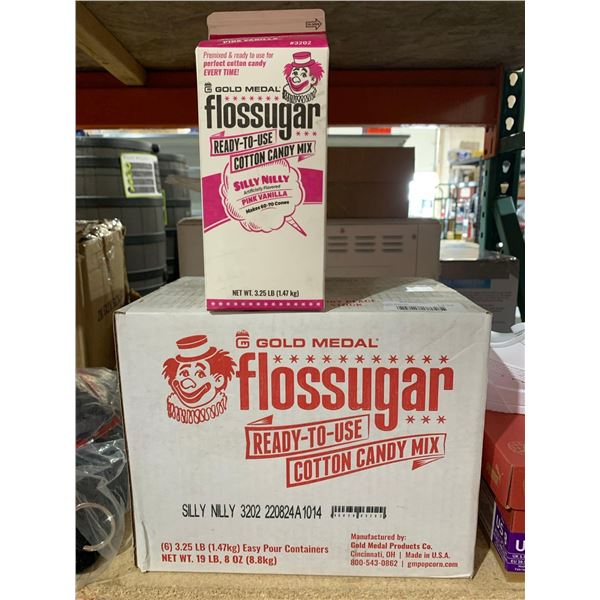 PINK VANILLA #3202
Premixed & ready to use for
perfect cotton candy
EVERY TIME!
GOLD MEDAL
flossugar
READY-TO-USE
COTTON CANDY MIX
SILLY NILLY
Artificially Flavored
PINK VANILLA
Makes 60-70 Cones
NET WT. 3.25 LB (1.47 kg)
GOLD MEDAL
flossugar
READY-TO-USE
COTTON CANDY MIX
SILLY NILLY 3202 220824A1014
(6) 3.25 LB (1.47kg) Easy Pour Containers
NET WT. 19 LB, 8 OZ (8.8kg)
Manufactured by:
Gold Medal Products Co.
Cincinnati, OH | Made in U.S.A.
800-543-0862 | gmpopcorn.com